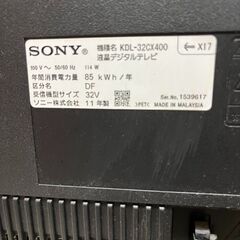 SONY
機種名 KDL-32CX400
液晶デジタルテレビ
X17
100 V～ 50/60 Hz 114 W
年間消費電力量 85 kWh/年
区分名 DF
受信機型サイズ 32V
ソニー株式会社 11年製
>PET< MADE IN MALAYSIA
Ser.No. 1539617